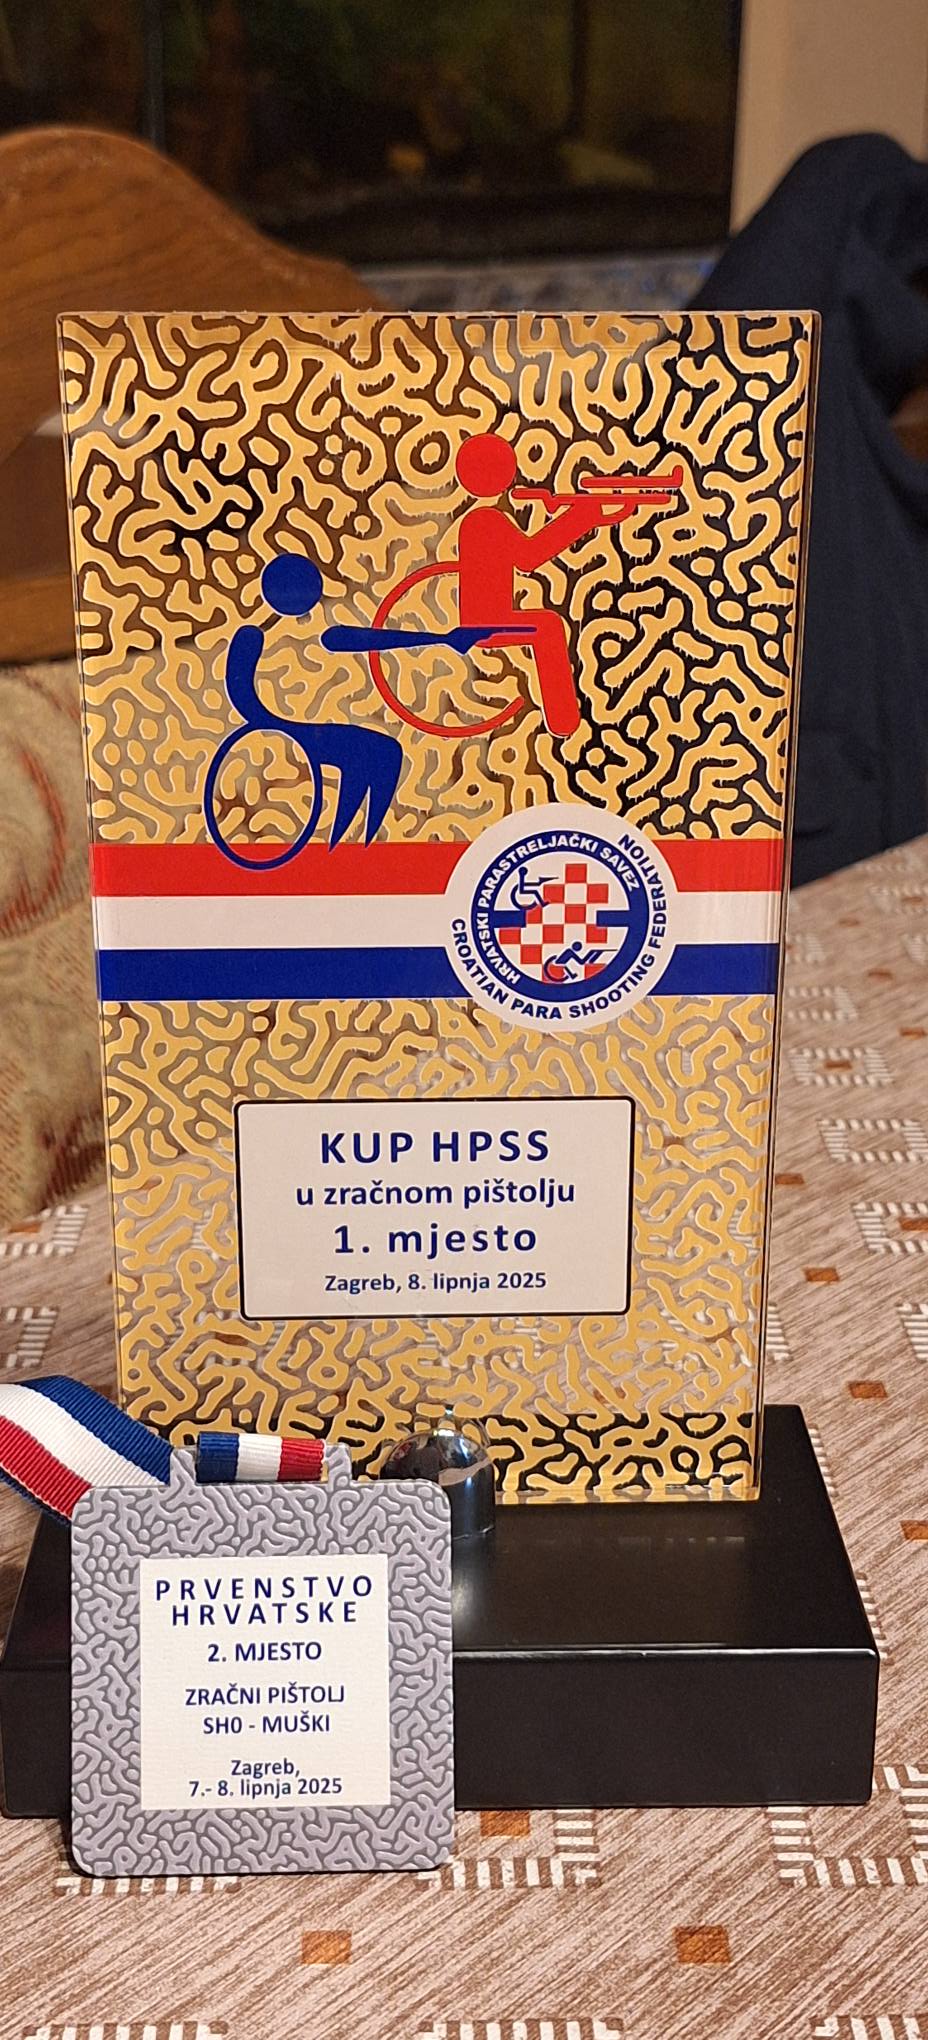 HRVATSKI PARASTRELJAČKI SAVEZ
CROATIAN PARA SHOOTING FEDERATION
KUP HPSS
u zračnom pištolju
1. mjesto
Zagreb, 8. lipnja 2025
PRVENSTVO
HRVATSKE
2. MJESTO
ZRAČNI PIŠTOLJ
SH0 - MUŠKI
Zagreb,
7.- 8. lipnja 2025